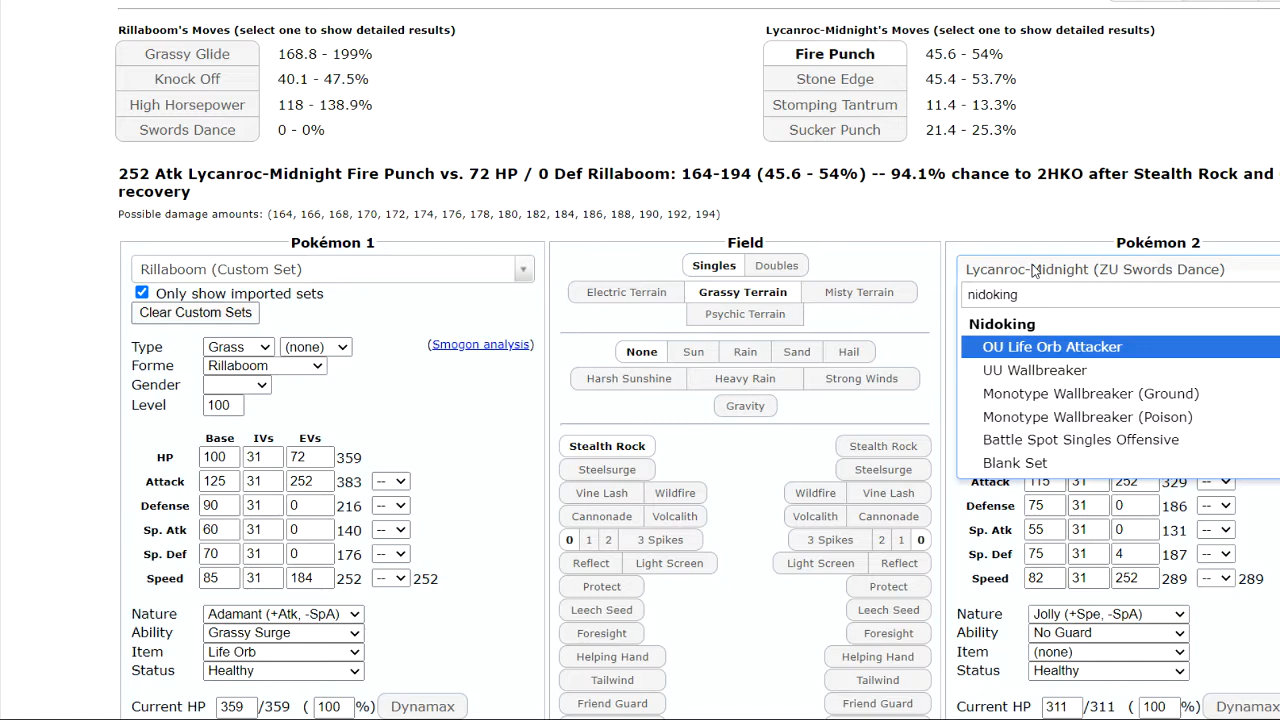 Rillaboom's Moves (select one to show detailed results)
Grassy Glide 168.8 - 199%
Knock Off 40.1 - 47.5%
High Horsepower 118 - 138.9%
Swords Dance 0 - 0%
Lycanroc-Midnight's Moves (select one to show detailed results)
Fire Punch 45.6 - 54%
Stone Edge 45.4 - 53.7%
Stomping Tantrum 11.4 - 13.3%
Sucker Punch 21.4 - 25.3%
252 Atk Lycanroc-Midnight Fire Punch vs. 72 HP / 0 Def Rillaboom: 164-194 (45.6 - 54%) -- 94.1% chance to 2HKO after Stealth Rock and
recovery
Possible damage amounts: (164, 166, 168, 170, 172, 174, 176, 178, 180, 182, 184, 186, 188, 190, 192, 194)
Pokémon 1
Rillaboom (Custom Set)
Only show imported sets
Clear Custom Sets
Type Grass (none) (Smogon analysis)
Forme Rillaboom
Gender
Level 100
Base IVs EVs
HP 100 31 72 359
Attack 125 31 252 383 --
Defense 90 31 0 216 --
Sp. Atk 60 31 0 140 --
Sp. Def 70 31 0 176 --
Speed 85 31 184 252 -- 252
Nature Adamant (+Atk, -SpA)
Ability Grassy Surge
Item Life Orb
Status Healthy
Current HP 359 /359 ( 100 %) Dynamax
Field
Singles Doubles
Electric Terrain Grassy Terrain Misty Terrain
Psychic Terrain
None Sun Rain Sand Hail
Harsh Sunshine Heavy Rain Strong Winds
Gravity
Stealth Rock Stealth Rock
Steelsurge Steelsurge
Vine Lash Wildfire Wildfire Vine Lash
Cannonade Volcalith Volcalith Cannonade
0 1 2 3 Spikes 3 Spikes 2 1 0
Reflect Light Screen Light Screen Reflect
Protect Protect
Leech Seed Leech Seed
Foresight Foresight
Helping Hand Helping Hand
Tailwind Tailwind
Friend Guard Friend Guard
Pokémon 2
Lycanroc-Midnight (ZU Swords Dance)
nidoking
Nidoking
OU Life Orb Attacker
UU Wallbreaker
Monotype Wallbreaker (Ground)
Monotype Wallbreaker (Poison)
Battle Spot Singles Offensive
Blank Set
Attack 115 31 252 329 --
Defense 75 31 0 186 --
Sp. Atk 55 31 0 131 --
Sp. Def 75 31 4 187 --
Speed 82 31 252 289 -- 289
Nature Jolly (+Spe, -SpA)
Ability No Guard
Item (none)
Status Healthy
Current HP 311 /311 ( 100 %) Dynamax